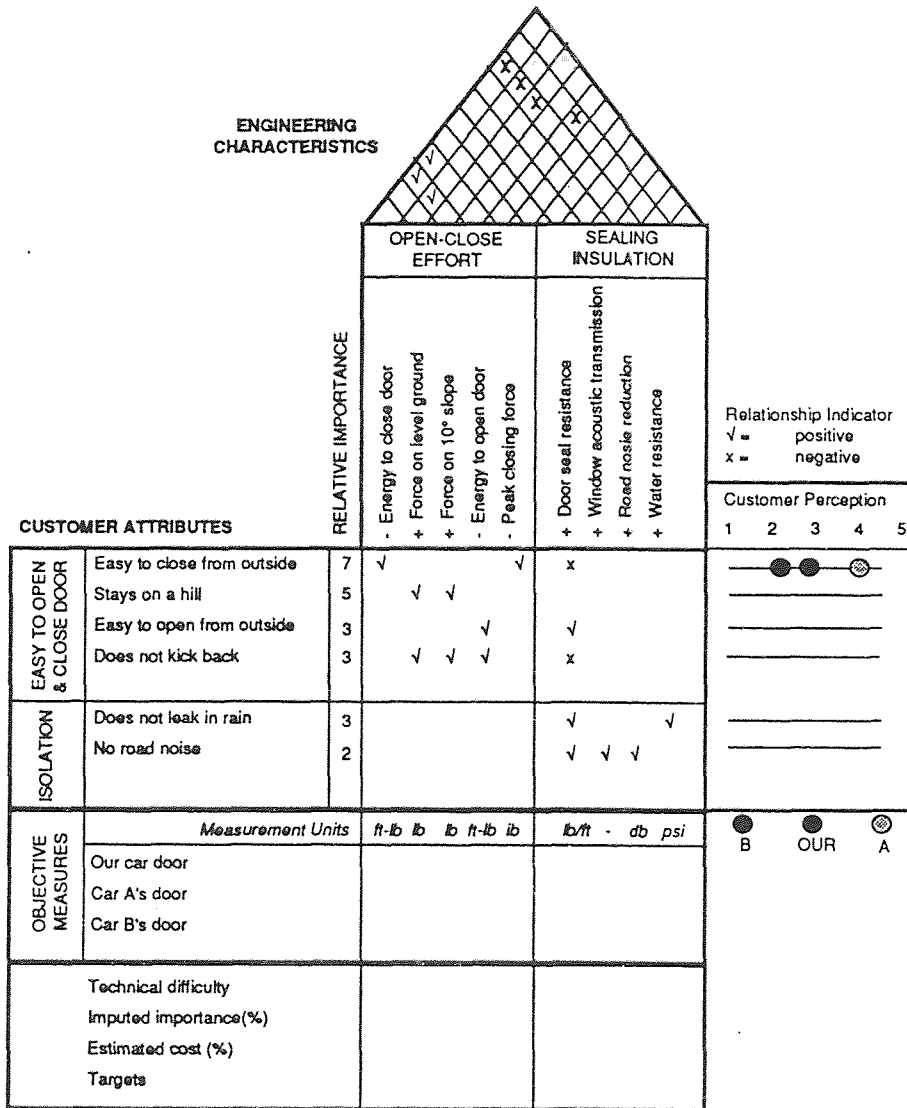 ENGINEERING
CHARACTERISTICS
x
x
x
x
√
√
√
OPEN-CLOSE
EFFORT
SEALING
INSULATION
RELATIVE IMPORTANCE
- Energy to close door
+ Force on level ground
+ Force on 10° slope
- Energy to open door
- Peak closing force
+ Door seal resistance
+ Window acoustic transmission
+ Road nosie reduction
+ Water resistance
Relationship Indicator
√ = positive
x = negative
Customer Perception
1 2 3 4 5
CUSTOMER ATTRIBUTES
EASY TO OPEN
& CLOSE DOOR
Easy to close from outside 7 √ √ x
Stays on a hill 5 √ √
Easy to open from outside 3 √ √
Does not kick back 3 √ √ √ x
ISOLATION
Does not leak in rain 3 √ √
No road noise 2 √ √ √
OBJECTIVE
MEASURES
Measurement Units ft-lb lb lb ft-lb ib lb/ft - db psi
B OUR A
Our car door
Car A's door
Car B's door
Technical difficulty
Imputed importance(%)
Estimated cost (%)
Targets